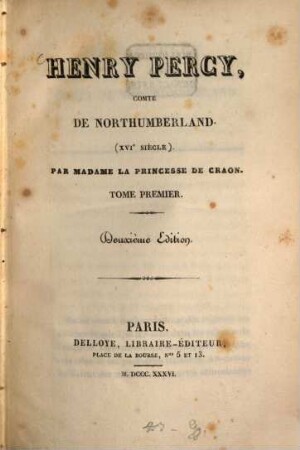 HENRY PERCY,
COMTE
DE NORTHUMBERLAND.
(XVIe SIÈCLE).
PAR MADAME LA PRINCESSE DE CRAON.
TOME PREMIER.
Deuxième Edition.
PARIS.
DELLOYE, LIBRAIRE-ÉDITEUR,
PLACE DE LA BOURSE, Nos 5 ET 13.
M. DCCC. XXXVI.